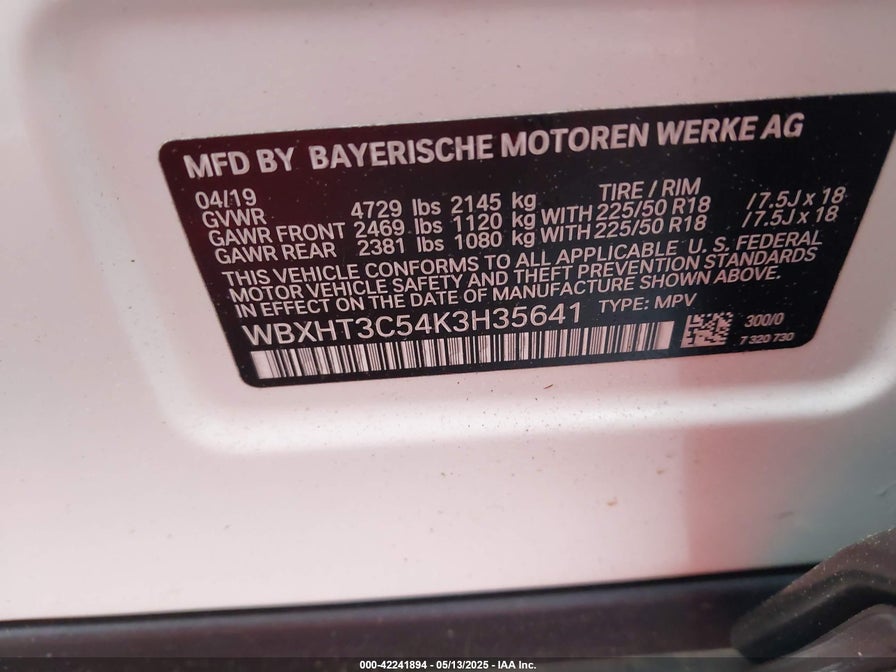 MFD BY BAYERISCHE MOTOREN WERKE AG
04/19 TIRE / RIM
GVWR 4729 lbs 2145 kg
GAWR FRONT 2469 lbs 1120 kg WITH 225/50 R18 /7.5J x 18
GAWR REAR 2381 lbs 1080 kg WITH 225/50 R18 /7.5J x 18
THIS VEHICLE CONFORMS TO ALL APPLICABLE U. S. FEDERAL
MOTOR VEHICLE SAFETY AND THEFT PREVENTION STANDARDS
IN EFFECT ON THE DATE OF MANUFACTURE SHOWN ABOVE.
WBXHT3C54K3H35641 TYPE: MPV
300/0
7 320 730
000-42241894 - 05/13/2025 - IAA Inc.